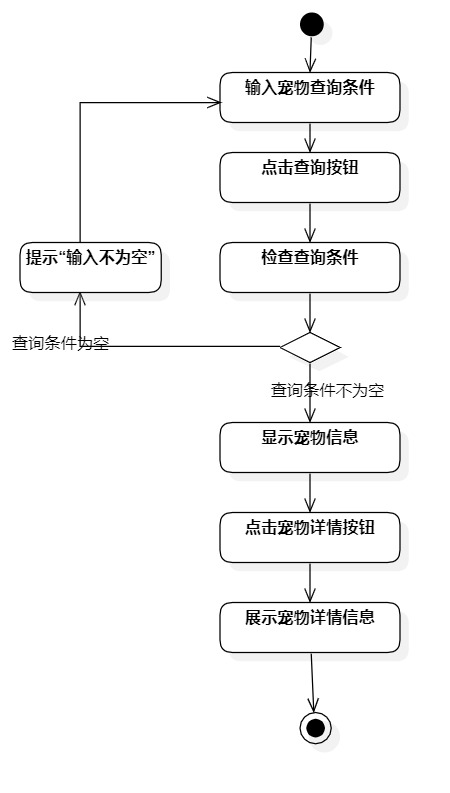 输入宠物查询条件
点击查询按钮
提示“输入不为空”
检查查询条件
查询条件为空
查询条件不为空
显示宠物信息
点击宠物详情按钮
展示宠物详情信息